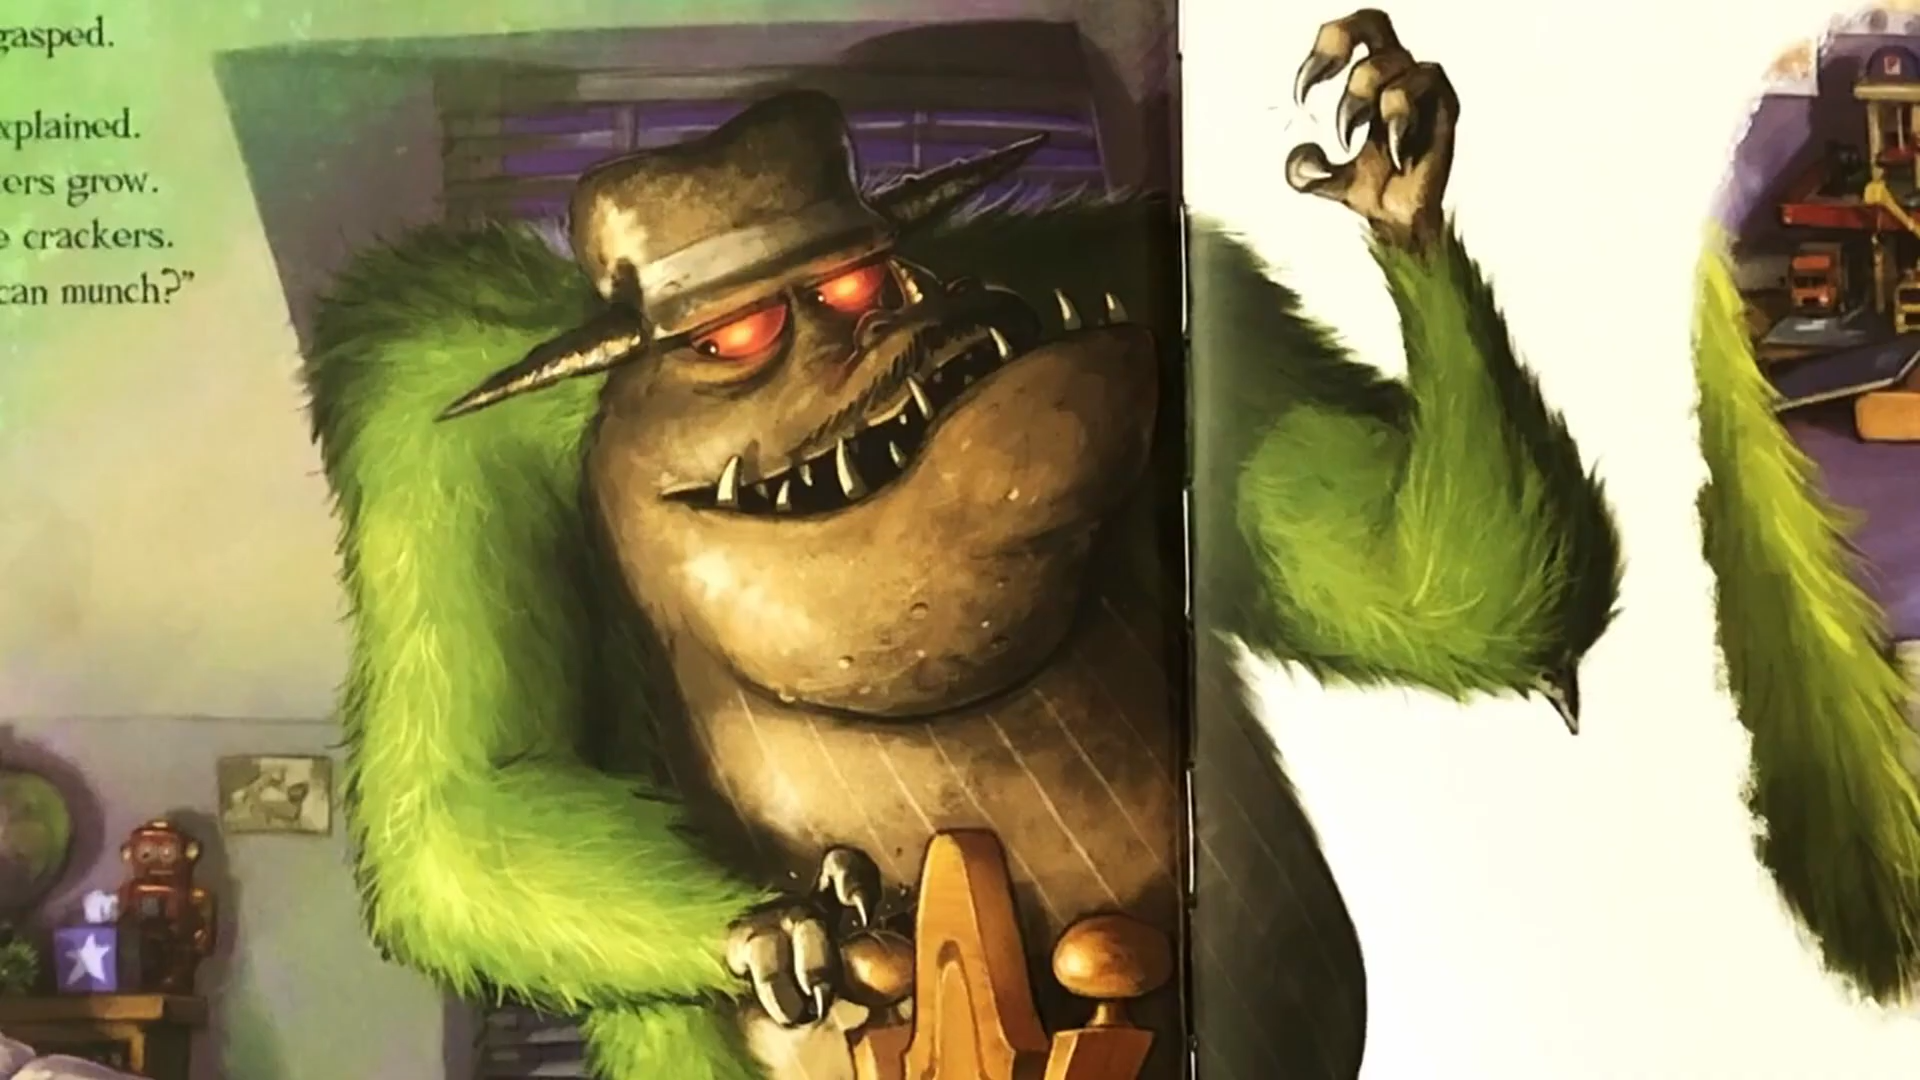 gasped.
xplained.
ers grow.
e crackers.
can munch?”